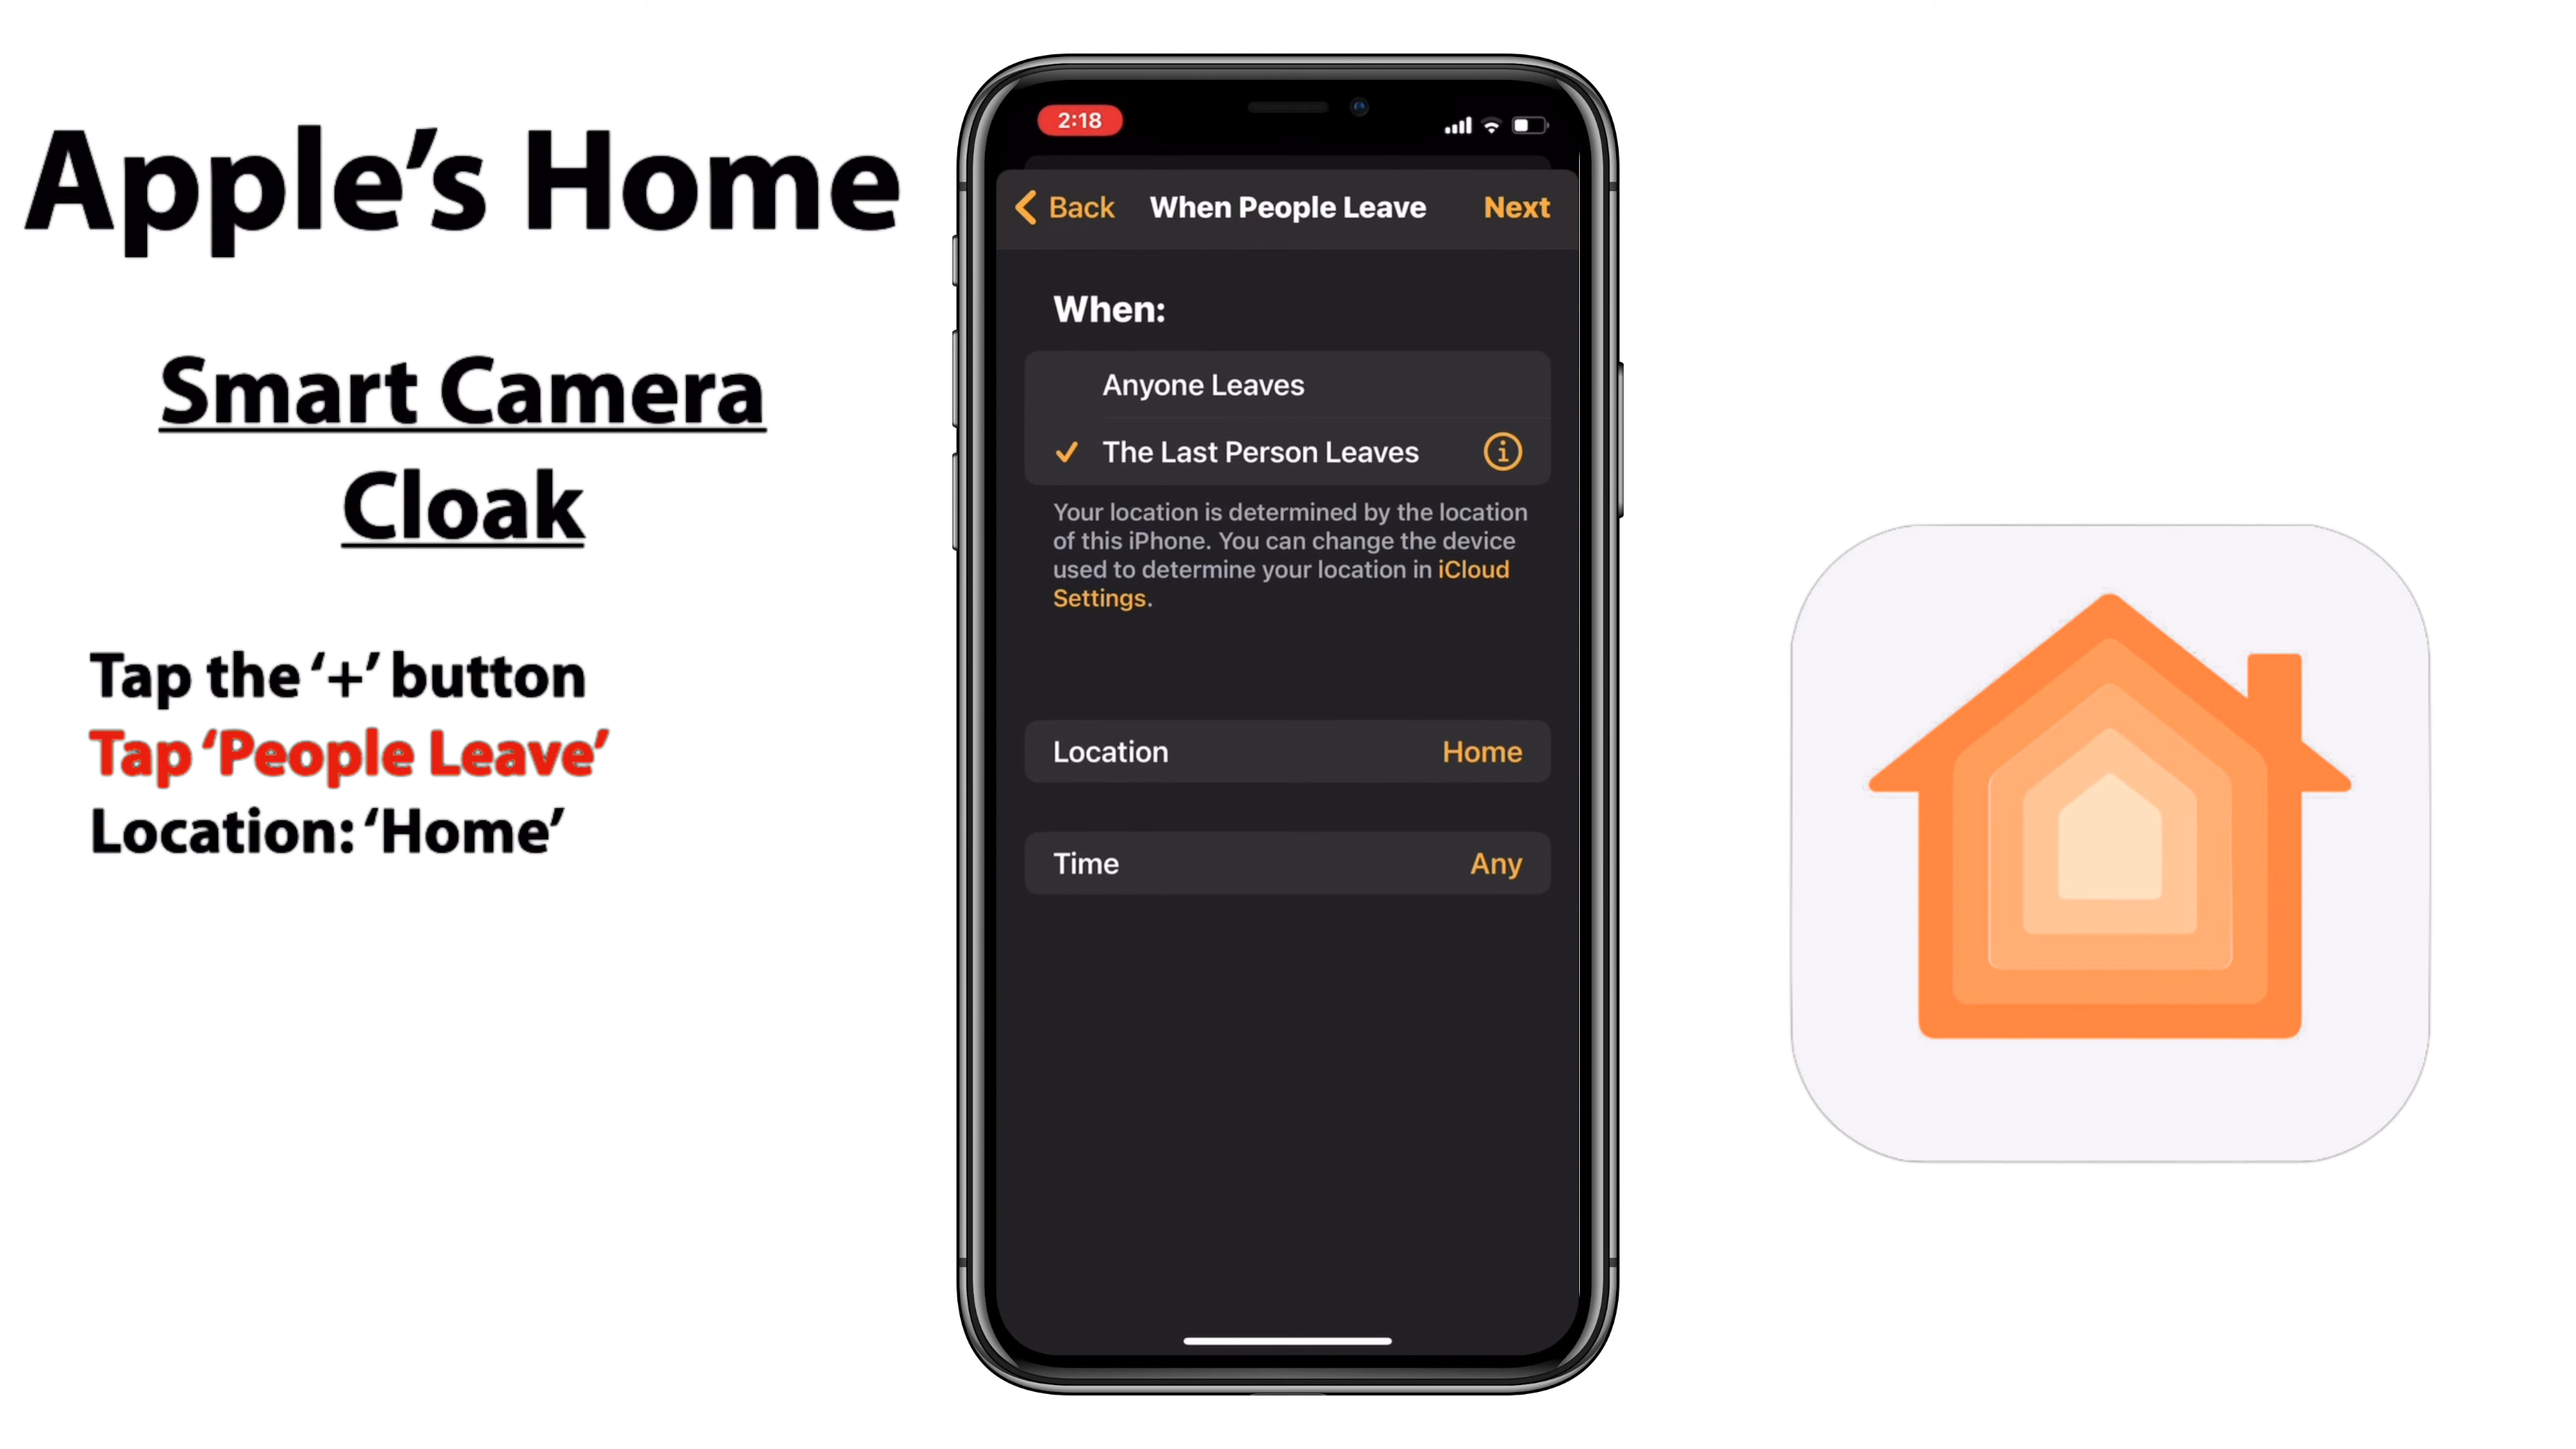 Apple's Home
Smart Camera
Cloak
Tap the ‘+’ button
Tap ‘People Leave’
Location: ‘Home’
2:18
Back When People Leave Next
When:
Anyone Leaves
The Last Person Leaves
Your location is determined by the location
of this iPhone. You can change the device
used to determine your location in iCloud
Settings.
Location Home
Time Any